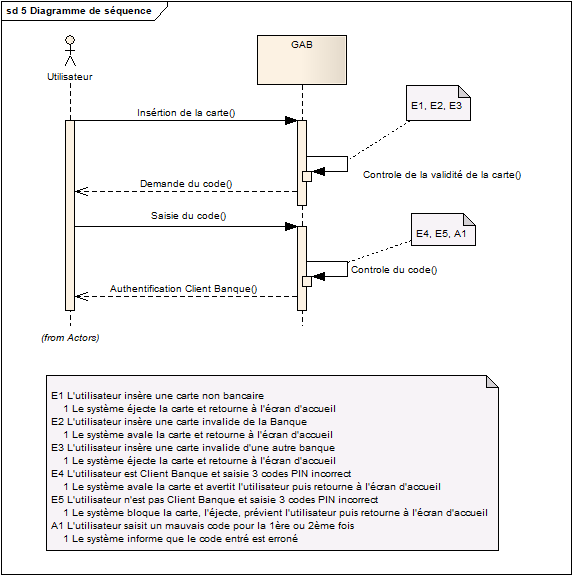 sd 5 Diagramme de séquence
GAB
Utilisateur
E1, E2, E3
Insértion de la carte()
Controle de la validité de la carte()
Demande du code()
Saisie du code()
E4, E5, A1
Controle du code()
Authentification Client Banque()
(from Actors)
E1 L'utilisateur insère une carte non bancaire
1 Le système éjecte la carte et retourne à l'écran d'accueil
E2 L'utilisateur insère une carte invalide de la Banque
1 Le système avale la carte et retourne à l'écran d'accueil
E3 L'utilisateur insère une carte invalide d'un autre banque
1 Le système éjecte la carte et retourne à l'écran d'accueil
E4 L'utilisateur est Client Banque et saisie 3 codes PIN incorrect
1 Le système avale la carte et avertit l'utilisateur puis retourne à l'écran d'accueil
E5 L'utilisateur n'est pas Client Banque et saisie 3 codes PIN incorrect
1 Le système bloque la carte, l'éjecte, prévient l'utilisateur puis retourne à l'écran d'accueil
A1 L'utilisateur saisit un mauvais code pour la 1ère ou 2ème fois
1 Le système informe que le code entré est erroné